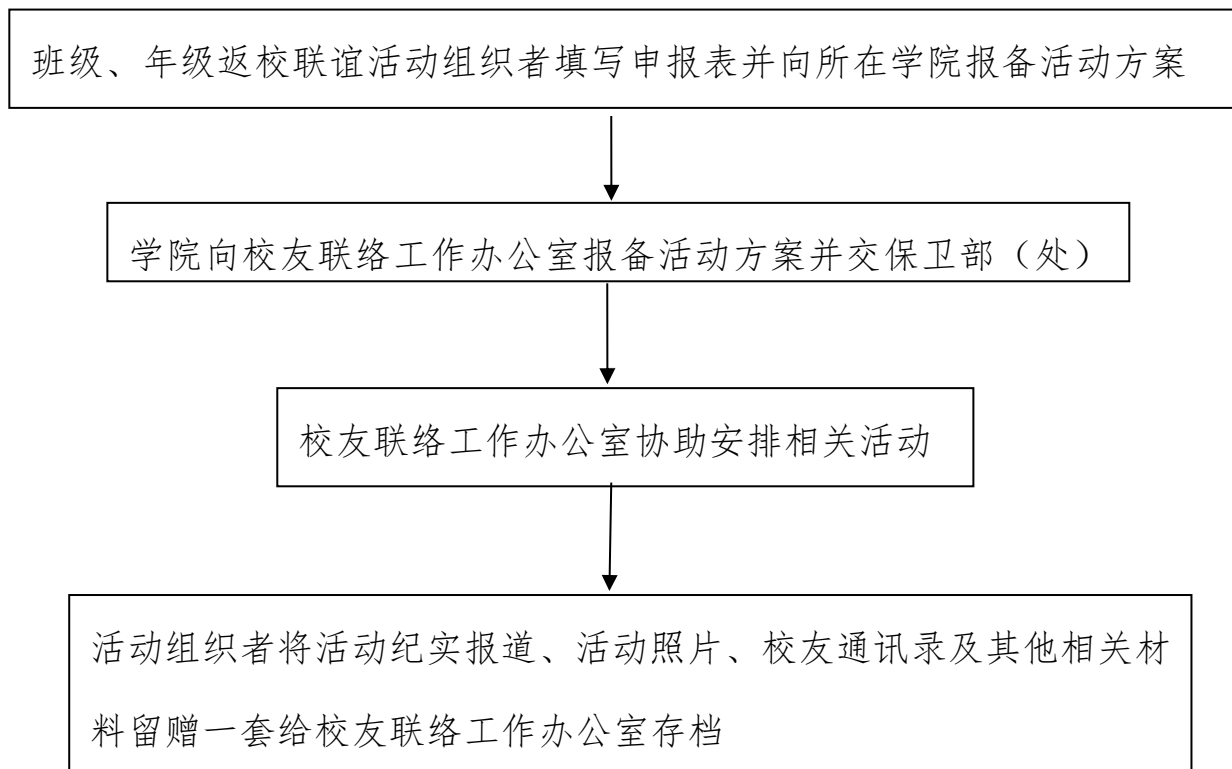 班级、年级返校联谊活动组织者填写申报表并向所在学院报备活动方案
学院向校友联络工作办公室报备活动方案并交保卫部（处）
校友联络工作办公室协助安排相关活动
活动组织者将活动纪实报道、活动照片、校友通讯录及其他相关材
料留赠一套给校友联络工作办公室存档